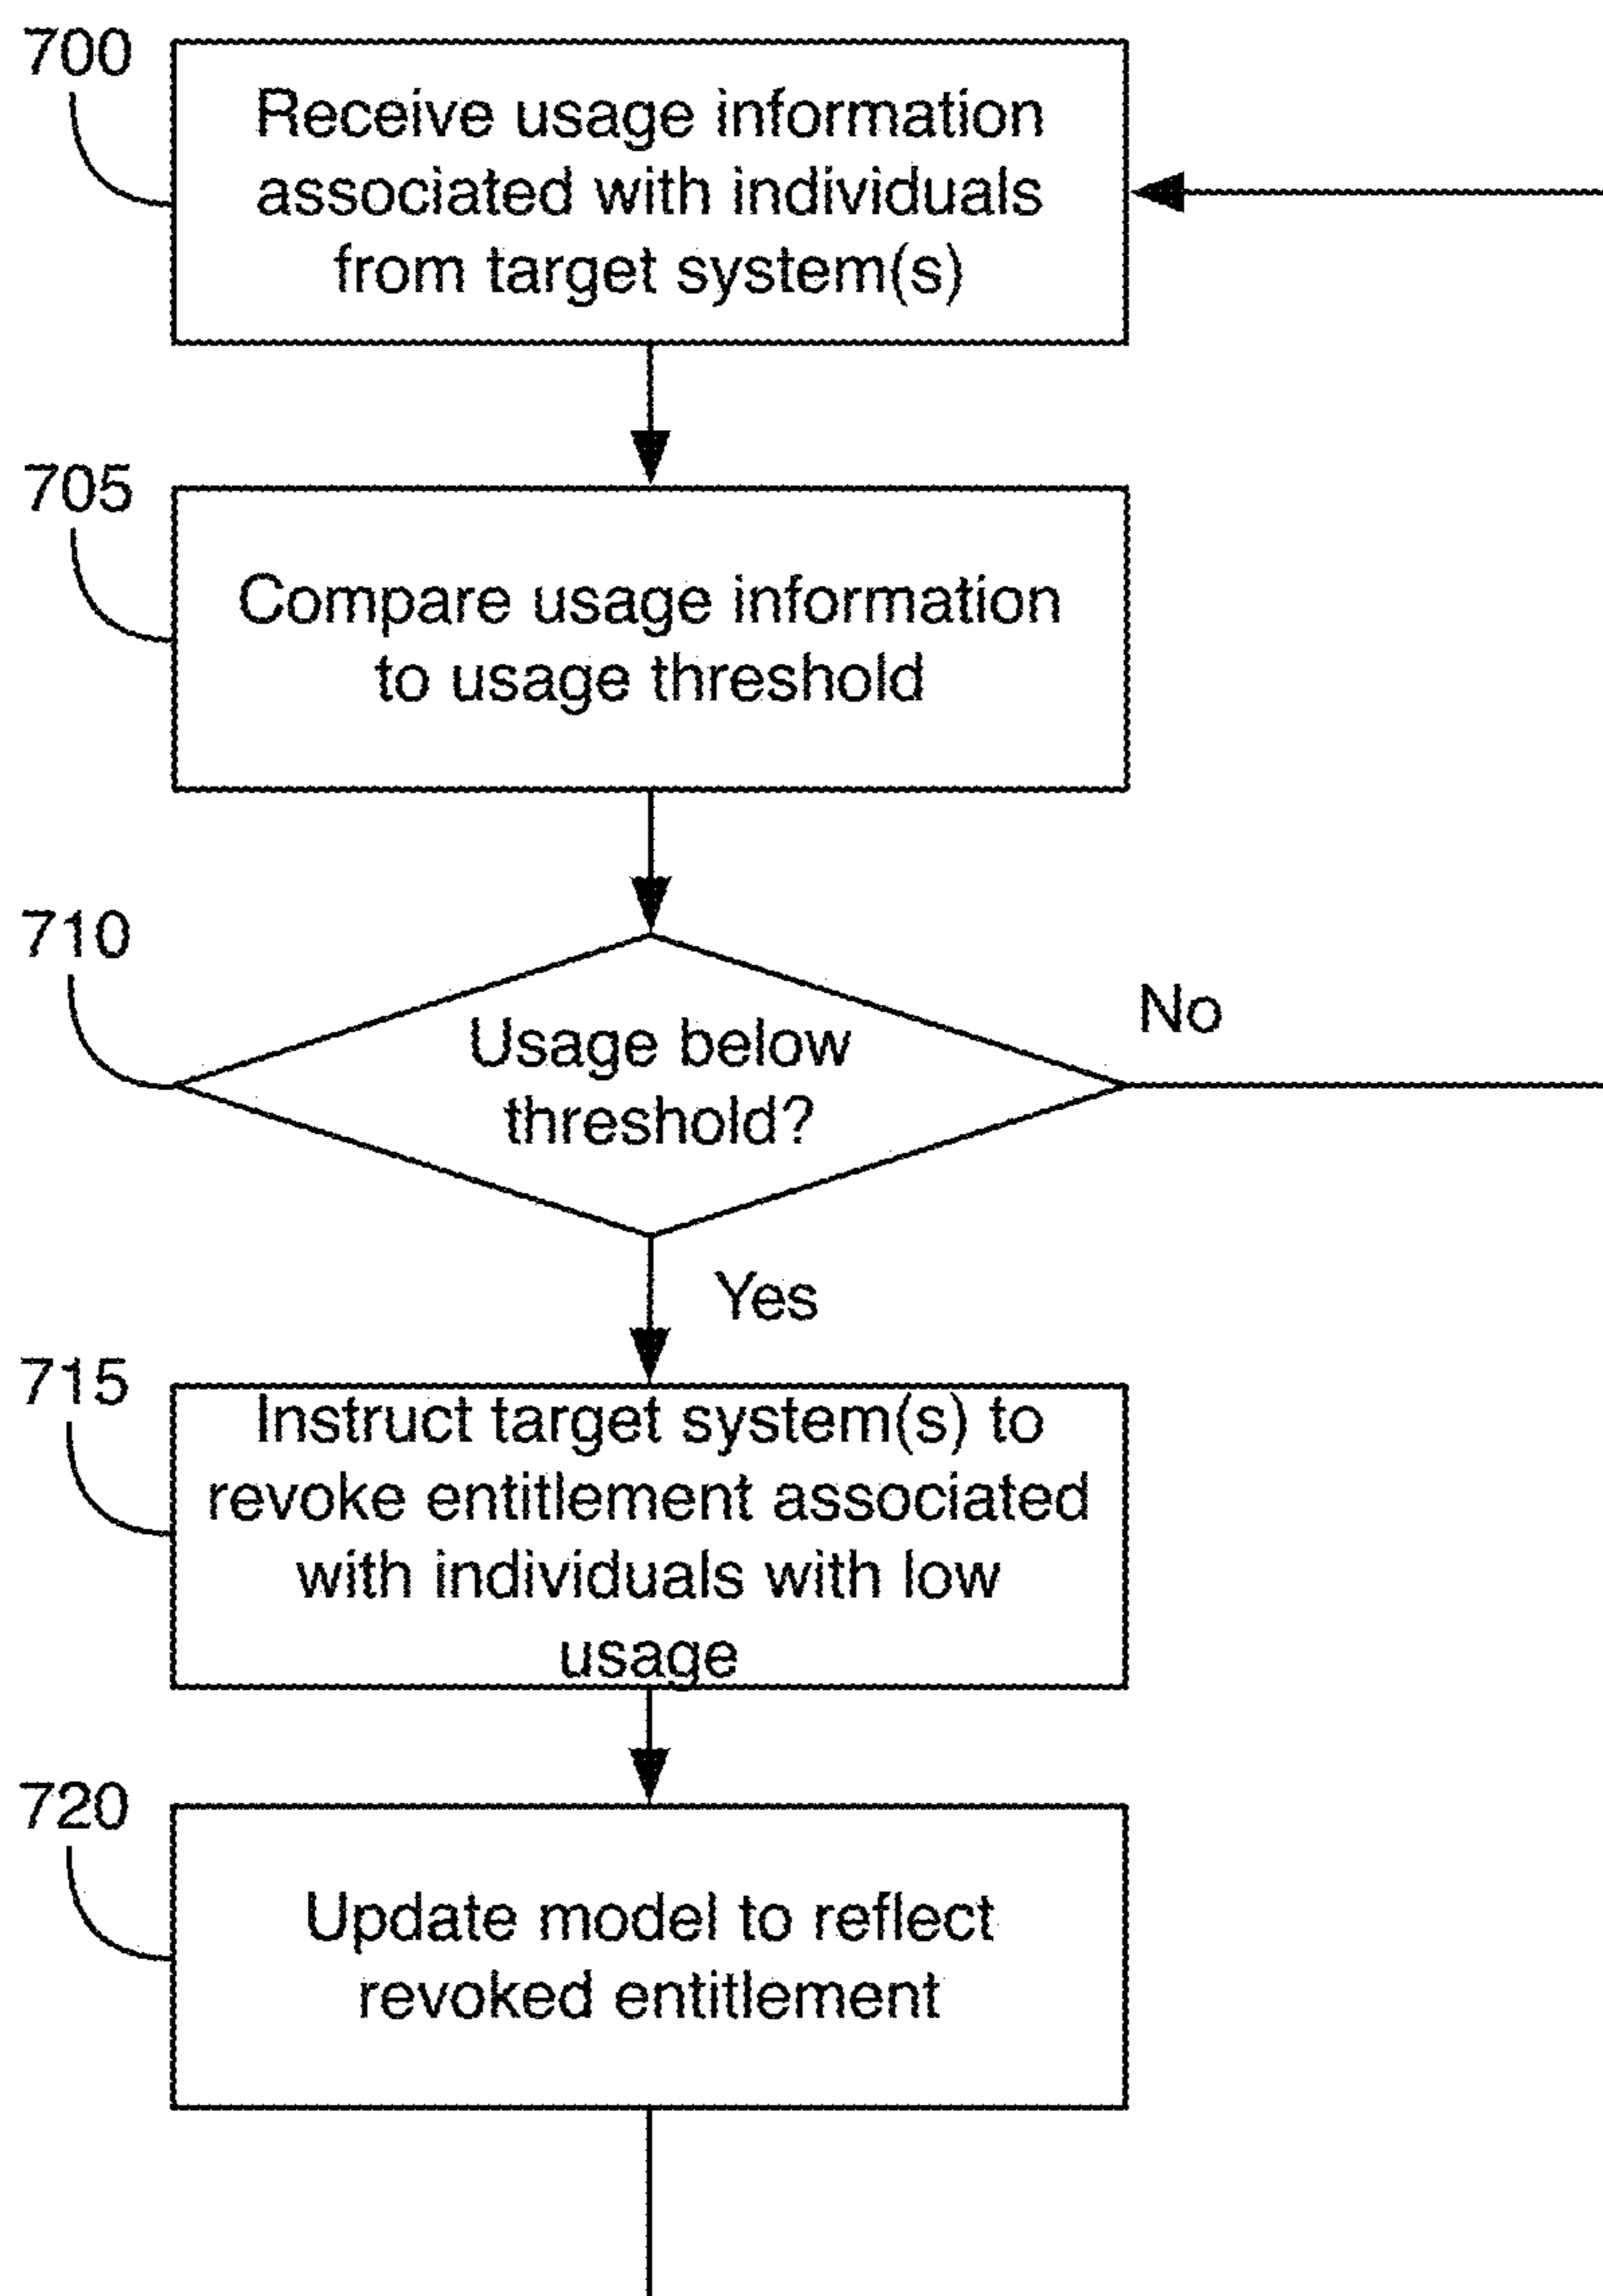 700
Receive usage information
associated with individuals
from target system(s)
705
Compare usage information
to usage threshold
710
Usage below
threshold?
No
Yes
715
Instruct target system(s) to
revoke entitlement associated
with individuals with low
usage
720
Update model to reflect
revoked entitlement